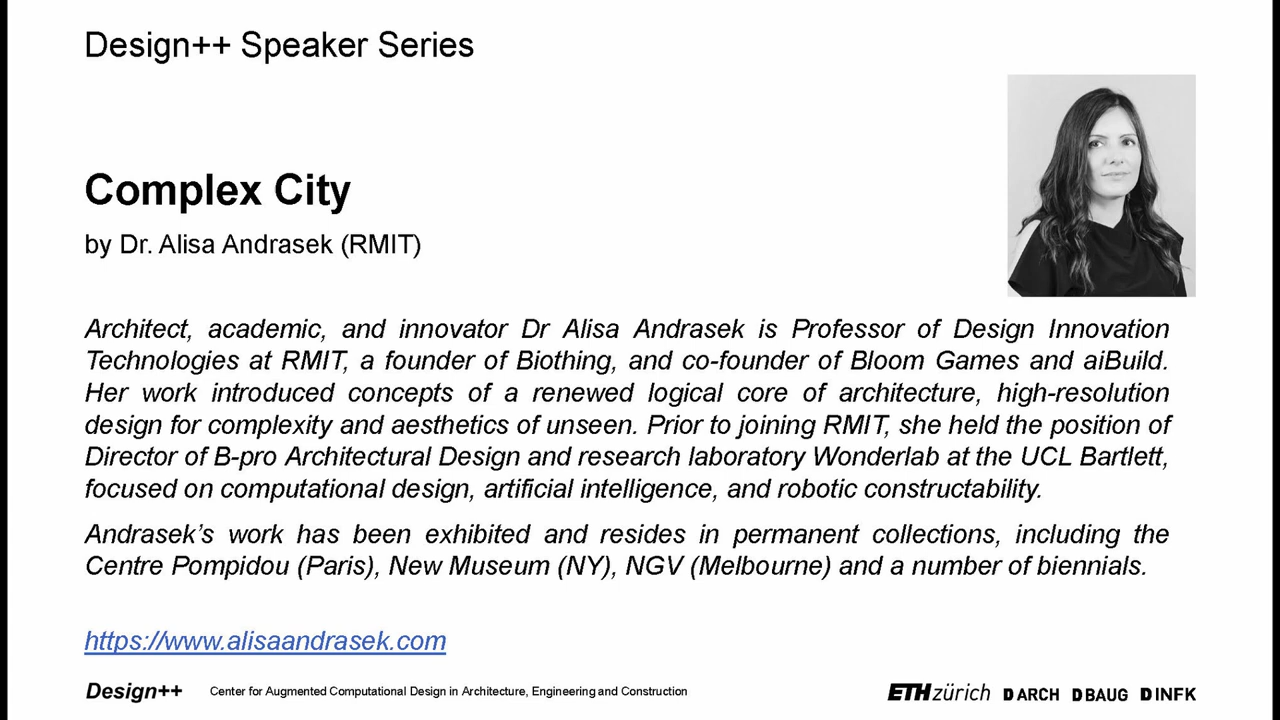 Design++ Speaker Series
Complex City
by Dr. Alisa Andrasek (RMIT)
Architect, academic, and innovator Dr Alisa Andrasek is Professor of Design Innovation
Technologies at RMIT, a founder of Biothing, and co-founder of Bloom Games and aiBuild.
Her work introduced concepts of a renewed logical core of architecture, high-resolution
design for complexity and aesthetics of unseen. Prior to joining RMIT, she held the position of
Director of B-pro Architectural Design and research laboratory Wonderlab at the UCL Bartlett,
focused on computational design, artificial intelligence, and robotic constructability.
Andrasek’s work has been exhibited and resides in permanent collections, including the
Centre Pompidou (Paris), New Museum (NY), NGV (Melbourne) and a number of biennials.
https://www.alisaandrasek.com
Design++ Center for Augmented Computational Design in Architecture, Engineering and Construction ETH zürich D ARCH D BAUG D INFK